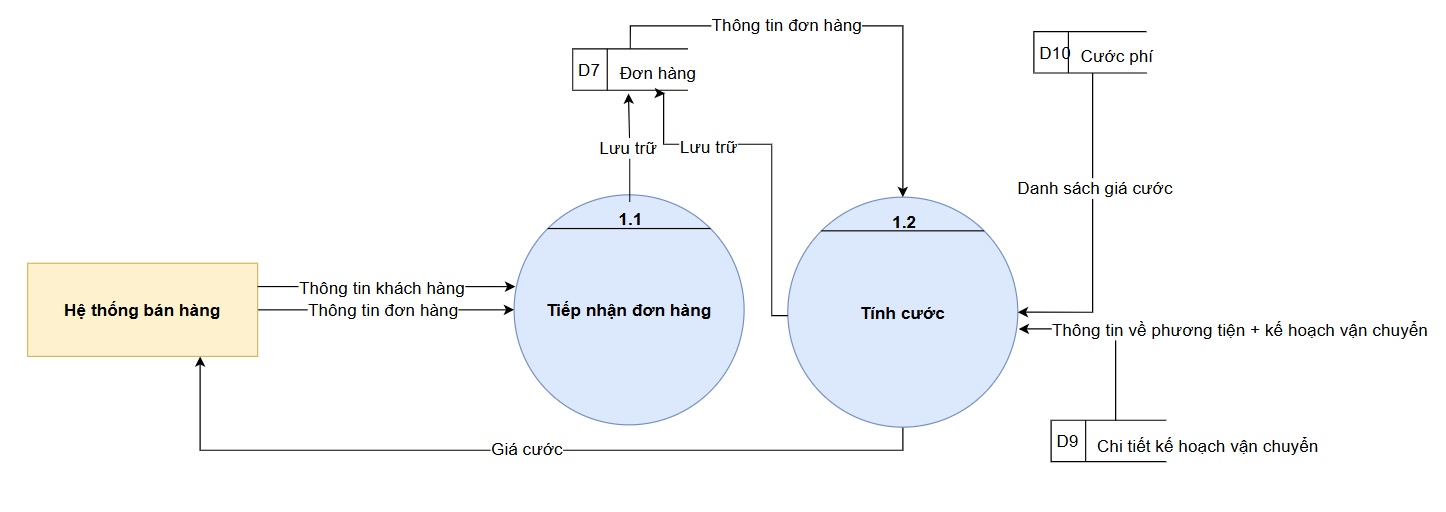 Thông tin đơn hàng
D7
Đơn hàng
D10
Cước phí
Lưu trữ
Lưu trữ
Danh sách giá cước
1.1
1.2
Hệ thống bán hàng
Thông tin khách hàng
Thông tin đơn hàng
Tiếp nhận đơn hàng
Tính cước
Thông tin về phương tiện + kế hoạch vận chuyển
Giá cước
D9
Chi tiết kế hoạch vận chuyển